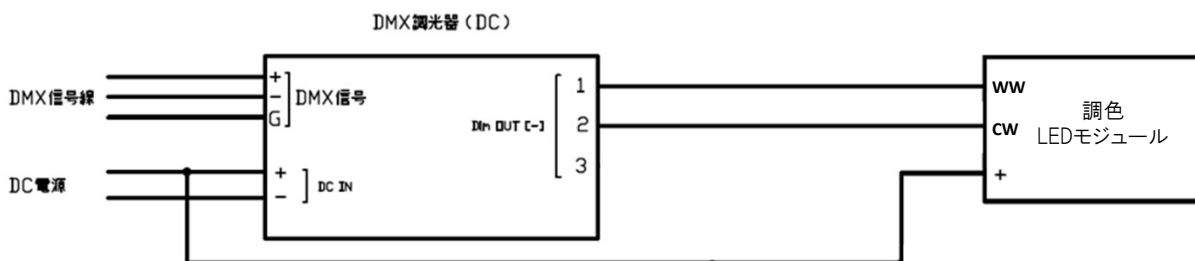 DMX調光器(DC)
DMX信号線
+
−
G
DMX信号
DC電源
+
−
DC IN
Dim OUT [-]
1
2
3
WW
CW
+
調色
LEDモジュール